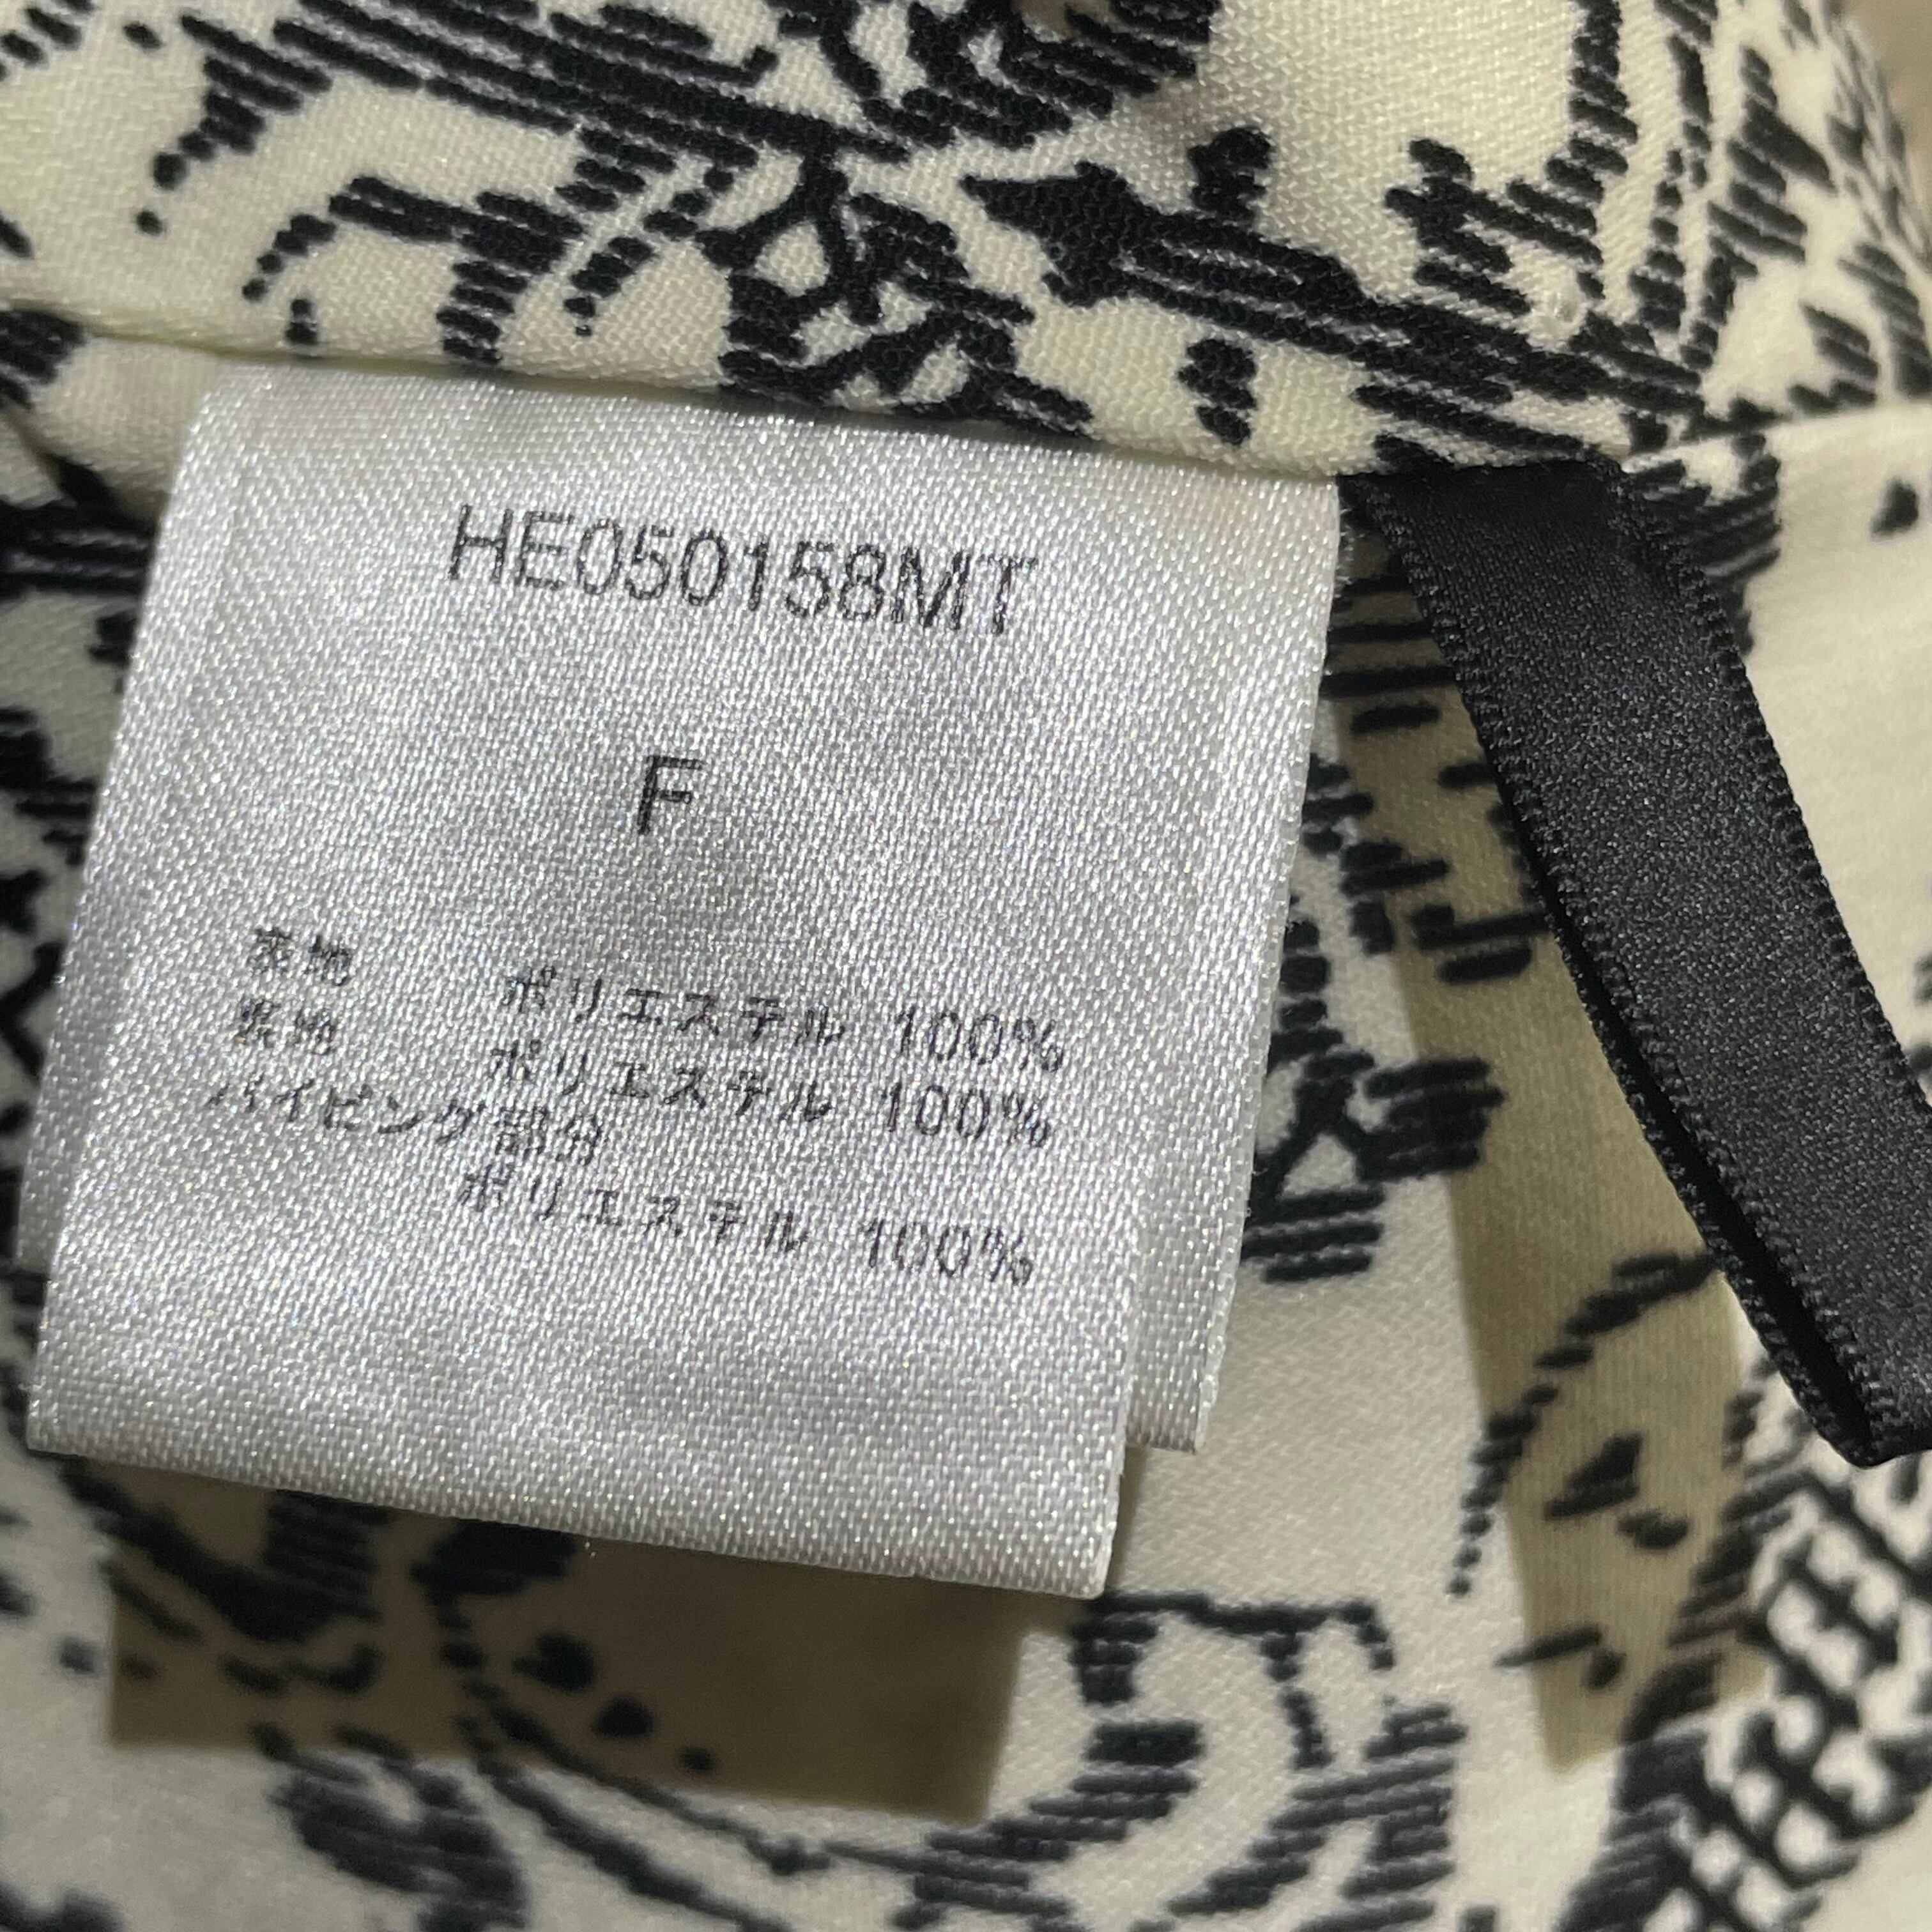 HE050158MT
F
表地 ポリエステル 100%
裏地 ポリエステル 100%
パイピング部分
ポリエステル 100%